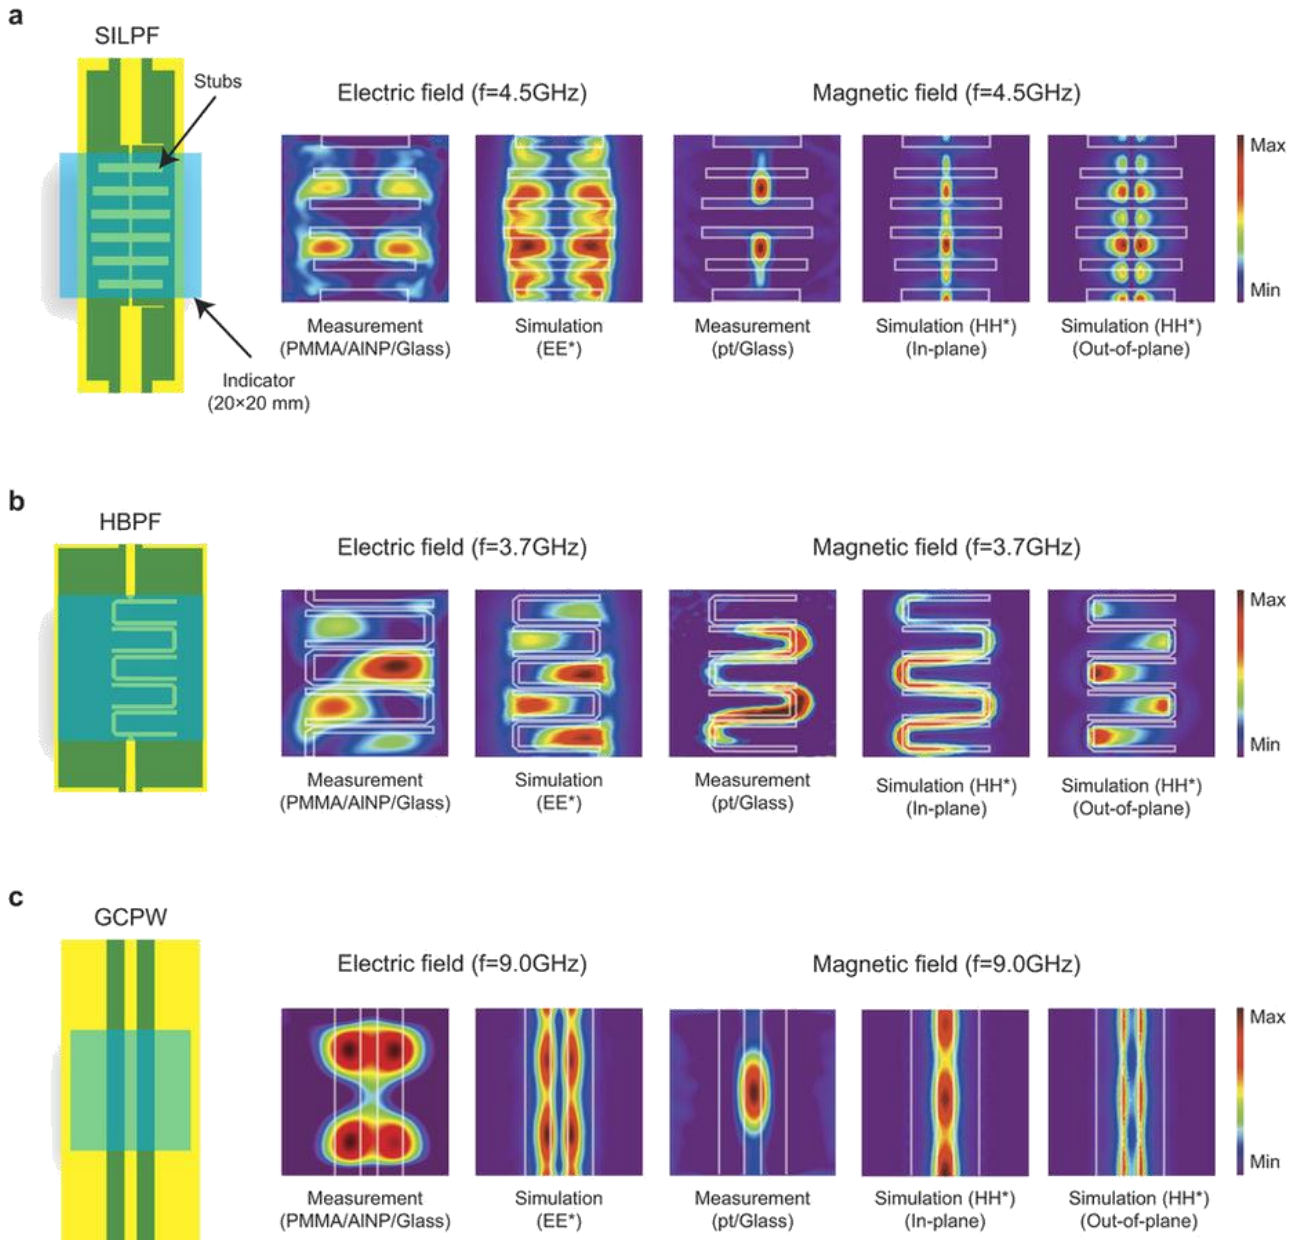 a
SILPF
Stubs
Electric field (f=4.5GHz)
Magnetic field (f=4.5GHz)
Max
Min
Measurement
(PMMA/AlNP/Glass)
Simulation
(EE*)
Measurement
(pt/Glass)
Simulation (HH*)
(In-plane)
Simulation (HH*)
(Out-of-plane)
Indicator
(20×20 mm)
b
HBPF
Electric field (f=3.7GHz)
Magnetic field (f=3.7GHz)
Max
Min
Measurement
(PMMA/AlNP/Glass)
Simulation
(EE*)
Measurement
(pt/Glass)
Simulation (HH*)
(In-plane)
Simulation (HH*)
(Out-of-plane)
c
GCPW
Electric field (f=9.0GHz)
Magnetic field (f=9.0GHz)
Max
Min
Measurement
(PMMA/AlNP/Glass)
Simulation
(EE*)
Measurement
(pt/Glass)
Simulation (HH*)
(In-plane)
Simulation (HH*)
(Out-of-plane)